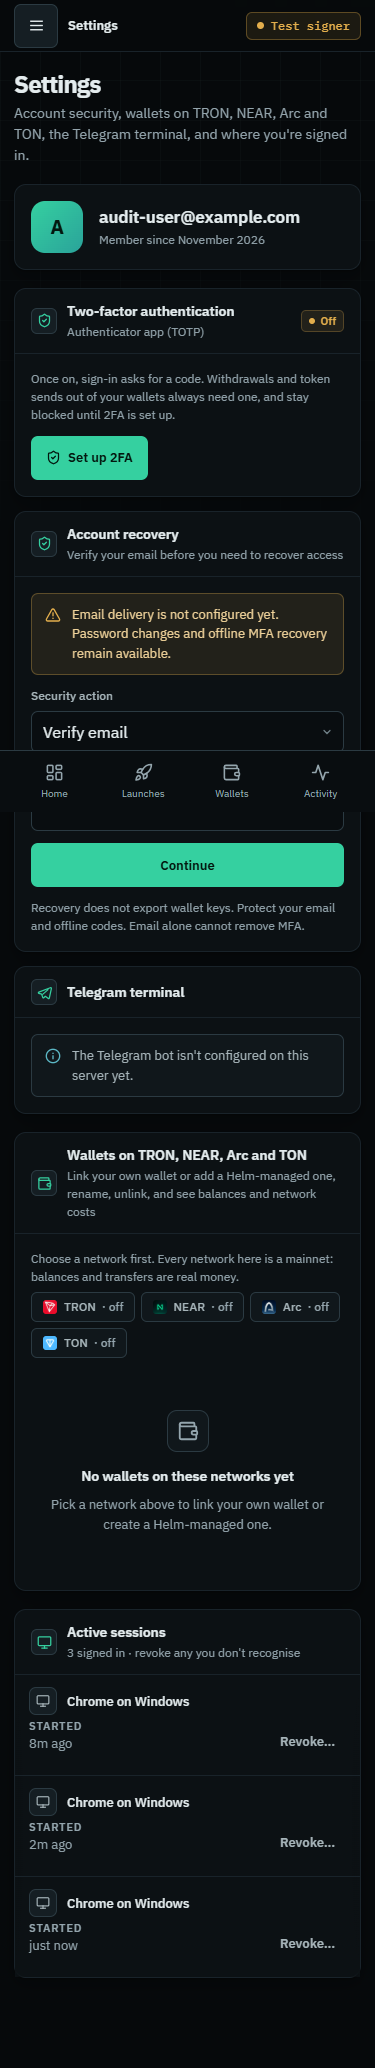 Settings
Test signer
Settings
Account security, wallets on TRON, NEAR, Arc and
TON, the Telegram terminal, and where you're signed
in.
A
audit-user@example.com
Member since November 2026
Two-factor authentication
Authenticator app (TOTP)
Off
Once on, sign-in asks for a code. Withdrawals and token
sends out of your wallets always need one, and stay
blocked until 2FA is set up.
Set up 2FA
Account recovery
Verify your email before you need to recover access
Email delivery is not configured yet.
Password changes and offline MFA recovery
remain available.
Security action
Verify email
Home
Launches
Wallets
Activity
Continue
Recovery does not export wallet keys. Protect your email
and offline codes. Email alone cannot remove MFA.
Telegram terminal
The Telegram bot isn't configured on this
server yet.
Wallets on TRON, NEAR, Arc and TON
Link your own wallet or add a Helm-managed one,
rename, unlink, and see balances and network
costs
Choose a network first. Every network here is a mainnet:
balances and transfers are real money.
TRON · off
NEAR · off
Arc · off
TON · off
No wallets on these networks yet
Pick a network above to link your own wallet or
create a Helm-managed one.
Active sessions
3 signed in · revoke any you don't recognise
Chrome on Windows
STARTED
8m ago
Revoke...
Chrome on Windows
STARTED
2m ago
Revoke...
Chrome on Windows
STARTED
just now
Revoke...